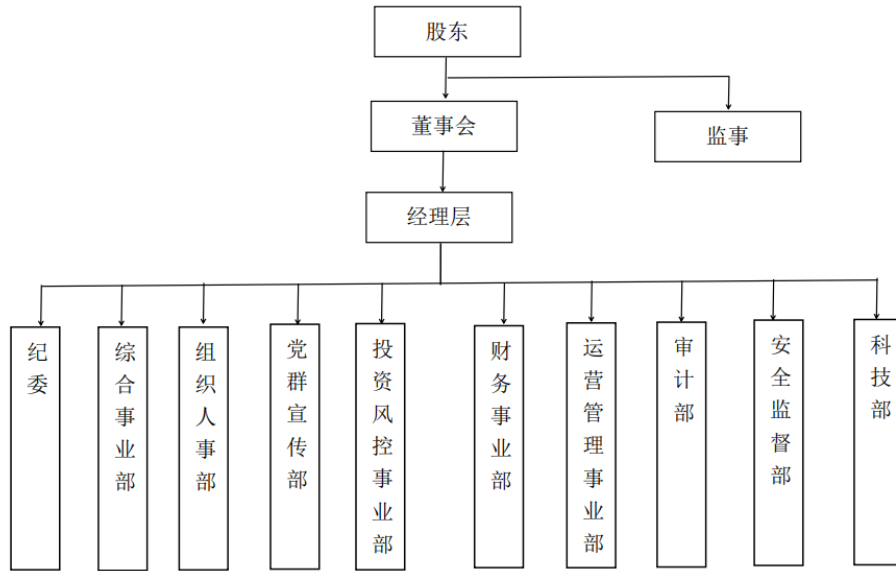 股东
董事会
监事
经理层
纪委
综合事业部
组织人事部
党群宣传部
投资风控事业部
财务事业部
运营管理事业部
审计部
安全监督部
科技部